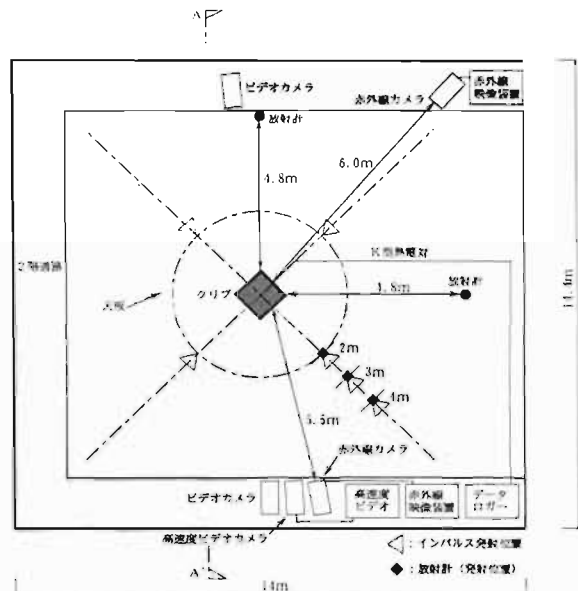 A
ビデオカメラ
赤外線カメラ
赤外線
映像装置
放射計
4.8m
6.0m
K型熱電対
2階通路
クリブ
4.8m
放射計
14.4m
2m
3m
4m
5.5m
赤外線カメラ
ビデオカメラ
高速度
ビデオ
赤外線
映像装置
データ
ロガー
高速度ビデオカメラ
:インパルス発射位置
:放射計(発射位置)
A'
14m